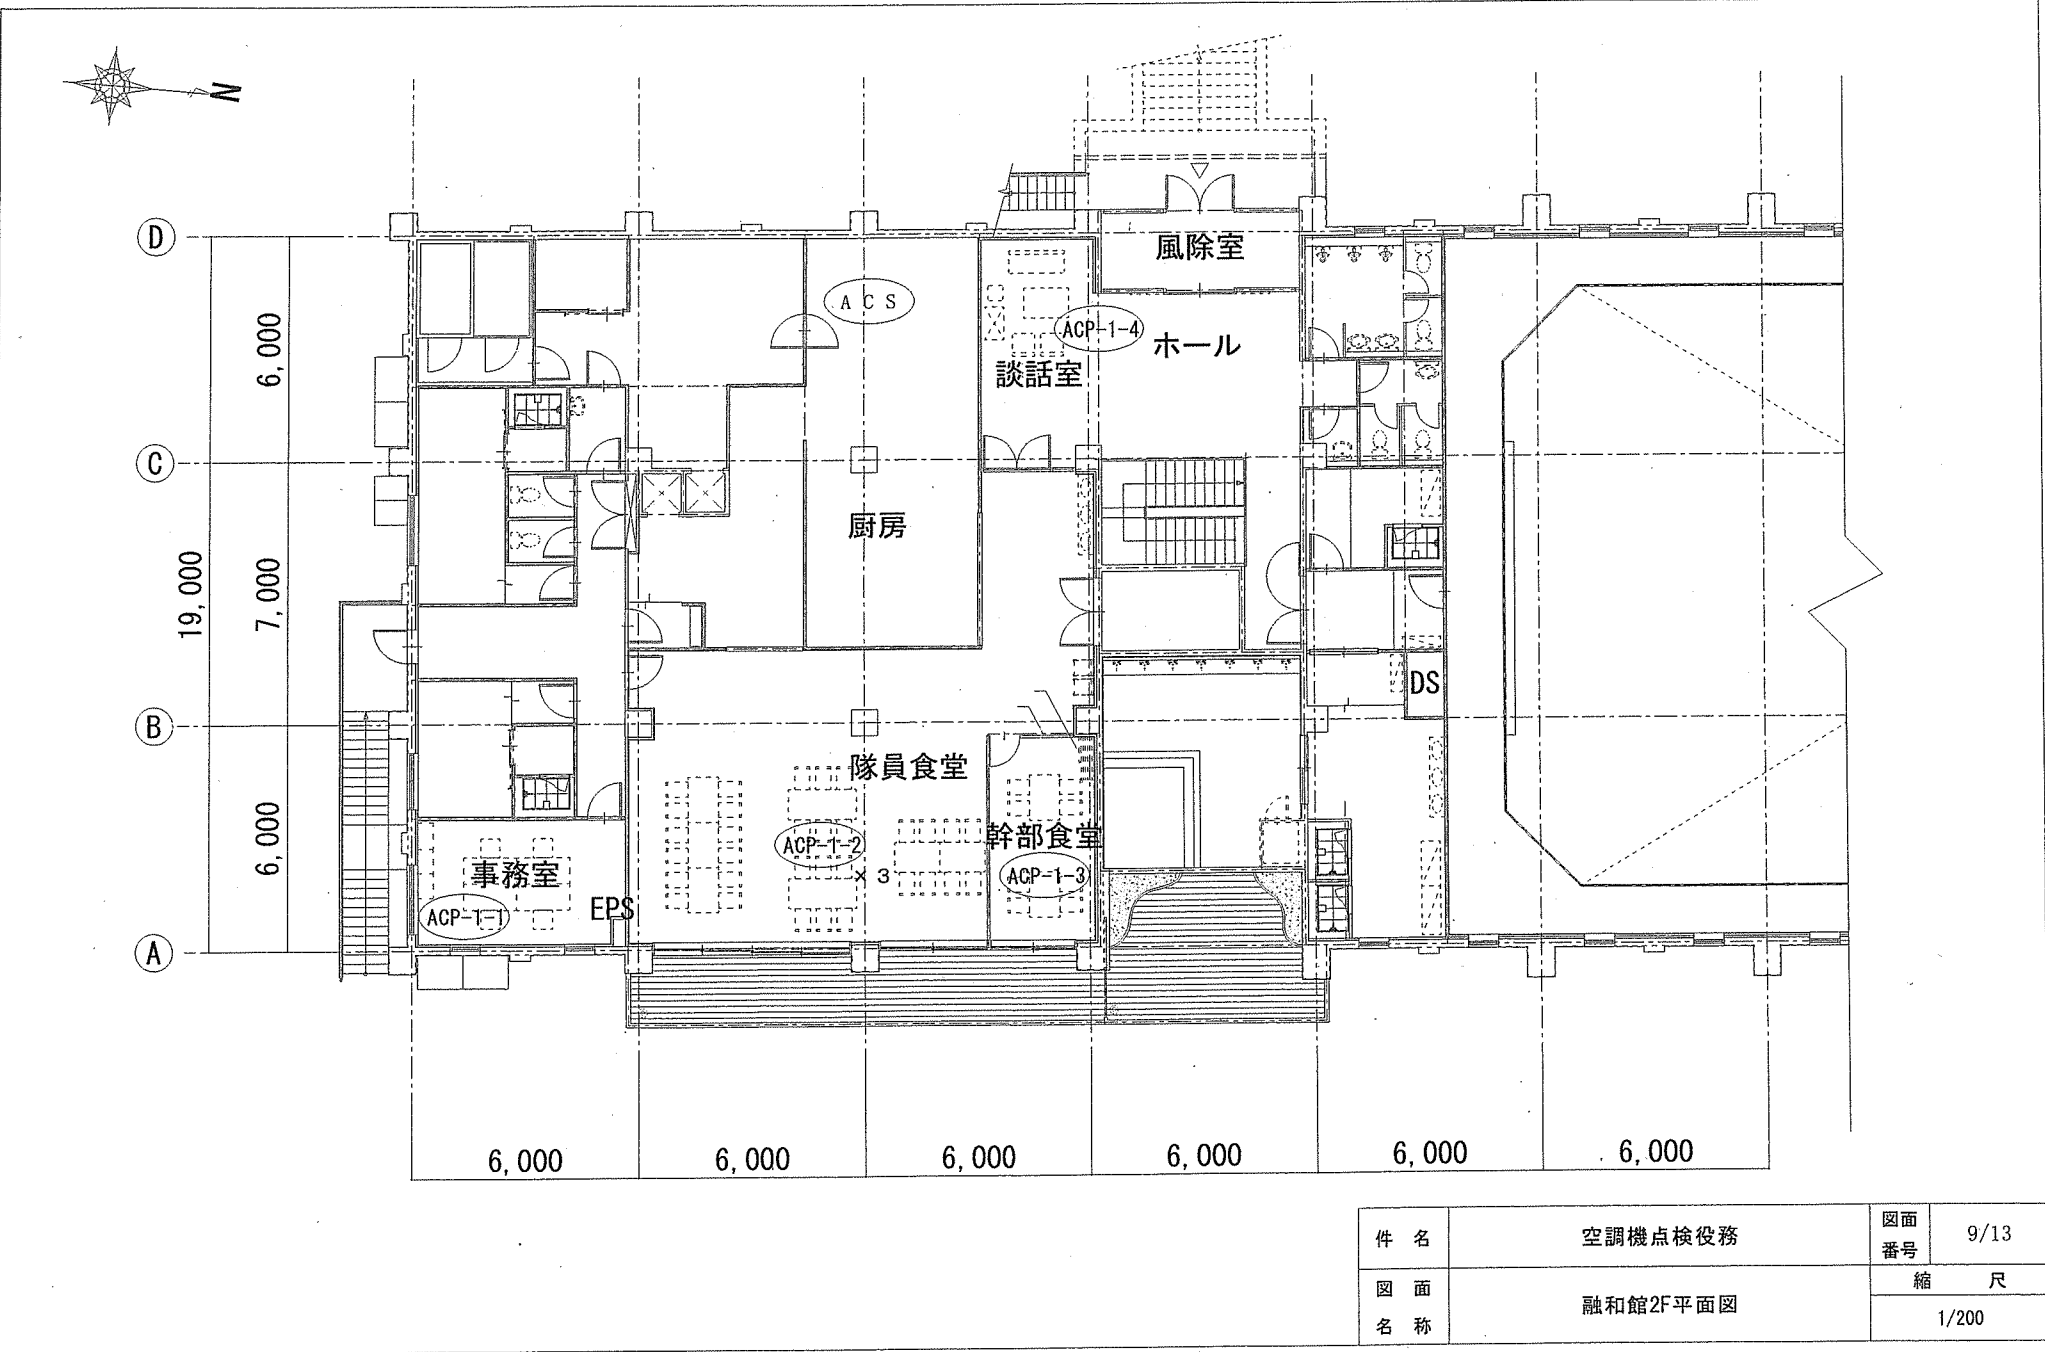 N
D
風除室
ACS
ACP-1-4
ホール
談話室
6,000
C
厨房
19,000
7,000
DS
B
隊員食堂
6,000
幹部食堂
ACP-1-2
×3
ACP-1-3
事務室
ACP-1-1
EPS
A
6,000
6,000
6,000
6,000
6,000
6,000
件 名
空調機点検役務
図面
番号
9/13
図 面
名 称
融和館2F平面図
縮 尺
1/200